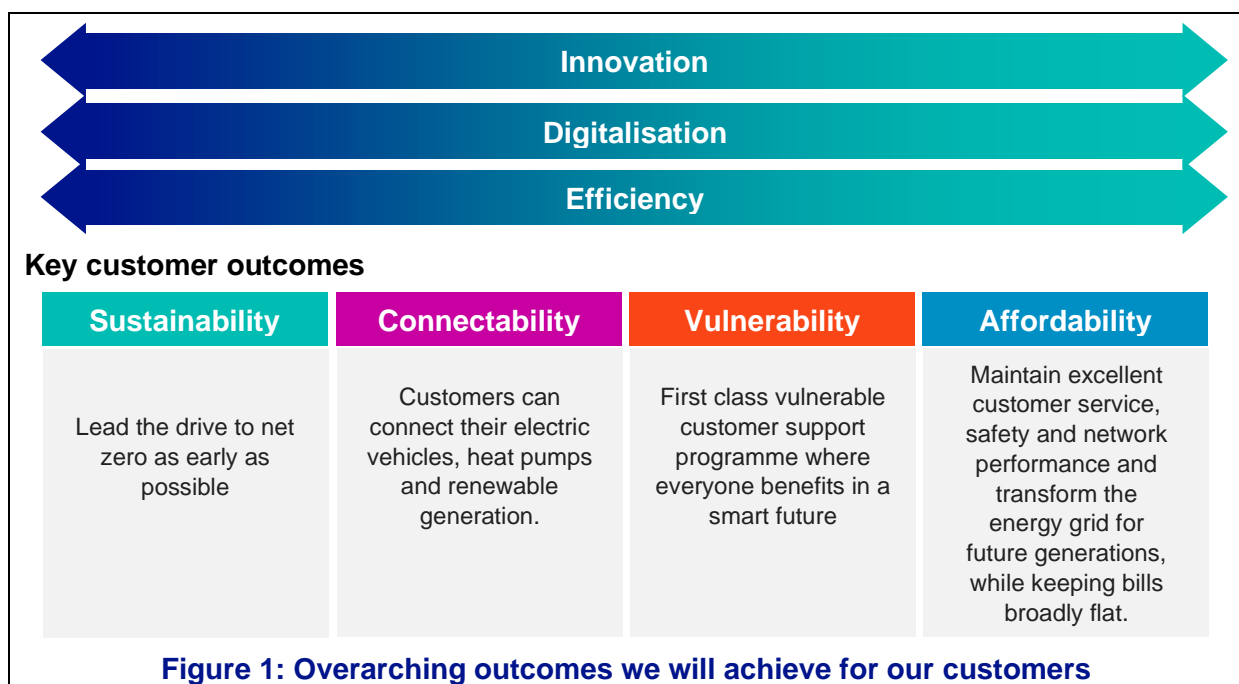 Innovation
Digitalisation
Efficiency
Key customer outcomes
Sustainability
Lead the drive to net
zero as early as
possible
Connectability
Customers can
connect their electric
vehicles, heat pumps
and renewable
generation.
Vulnerability
First class vulnerable
customer support
programme where
everyone benefits in a
smart future
Affordability
Maintain excellent
customer service,
safety and network
performance and
transform the
energy grid for
future generations,
while keeping bills
broadly flat.
Figure 1: Overarching outcomes we will achieve for our customers